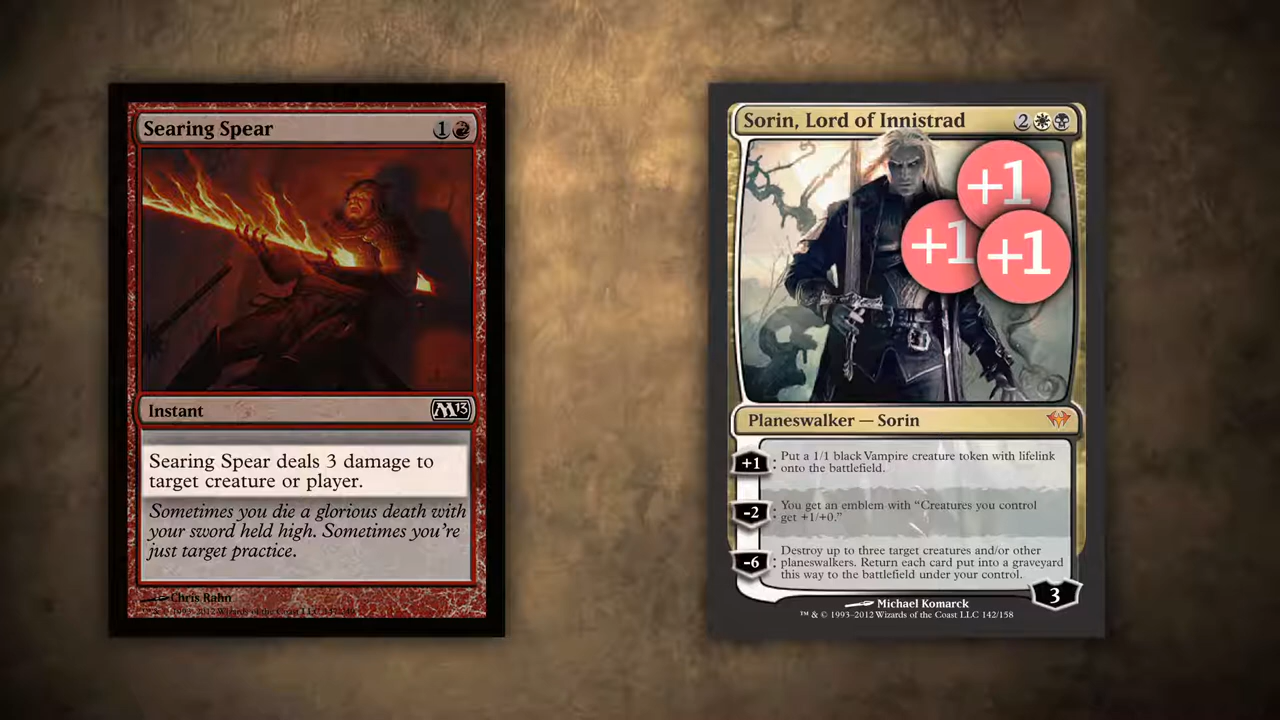 Searing Spear
1
Instant
M13
Searing Spear deals 3 damage to
target creature or player.
Sometimes you die a glorious death with
your sword held high. Sometimes you're
just target practice.
Chris Rahn
Sorin, Lord of Innistrad
2
+1
+1
+1
Planeswalker — Sorin
+1 : Put a 1/1 black Vampire creature token with lifelink
onto the battlefield.
-2 : You get an emblem with “Creatures you control
get +1/+0.”
-6 : Destroy up to three target creatures and/or other
planeswalkers. Return each card put into a graveyard
this way to the battlefield under your control.
3
Michael Komarck
™ & © 1993–2012 Wizards of the Coast LLC 142/158